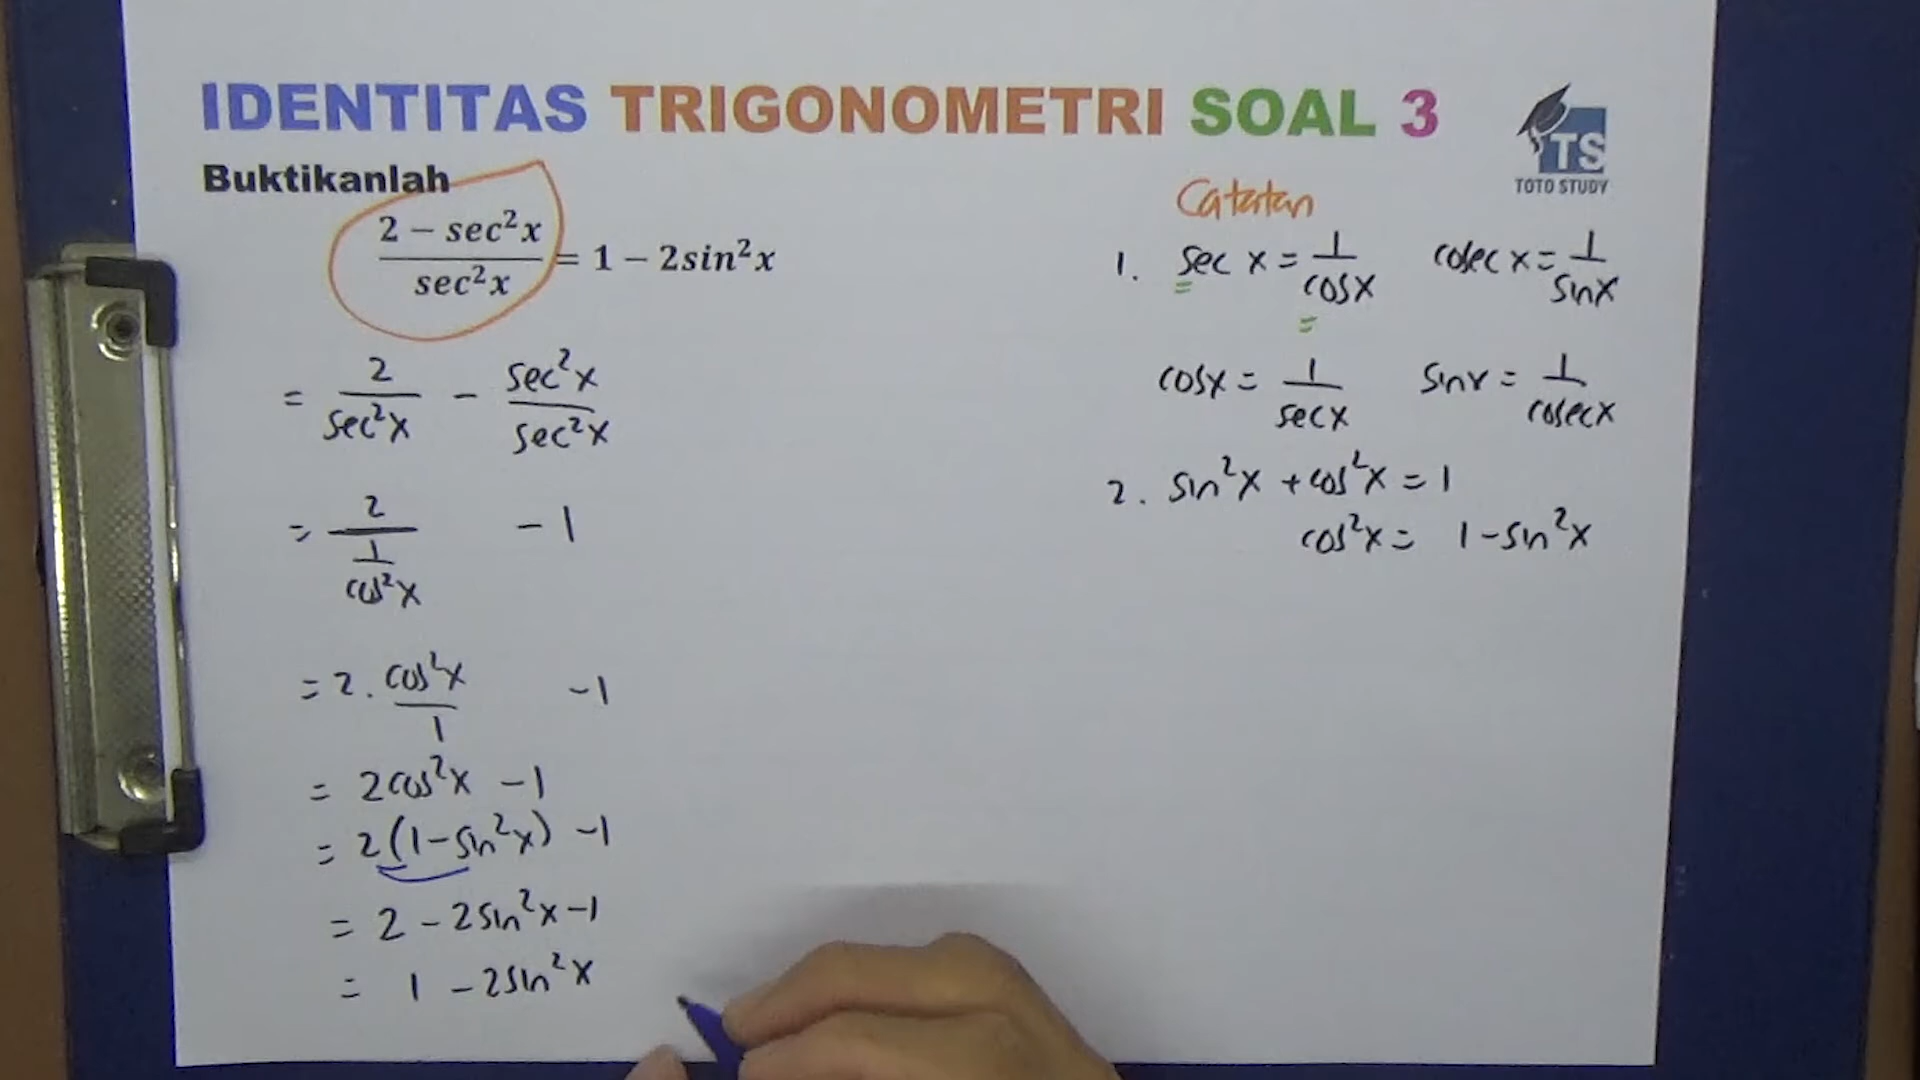 IDENTITAS TRIGONOMETRI SOAL 3
TS
TOTO STUDY
Buktikanlah
(2 − sec²x)/(sec²x) = 1 − 2sin²x
= 2/(sec²x) − (sec²x)/(sec²x)
= 2/(1/(cos²x)) − 1
= 2 . (cos²x)/1 − 1
= 2cos²x − 1
= 2(1 − sin²x) − 1
= 2 − 2sin²x − 1
= 1 − 2sin²x
Catatan
1. sec x = 1/(cosx) cosec x = 1/(sinx)
cosx = 1/(secx) sinx = 1/(cosecx)
2. sin²x + cos²x = 1
cos²x = 1 − sin²x